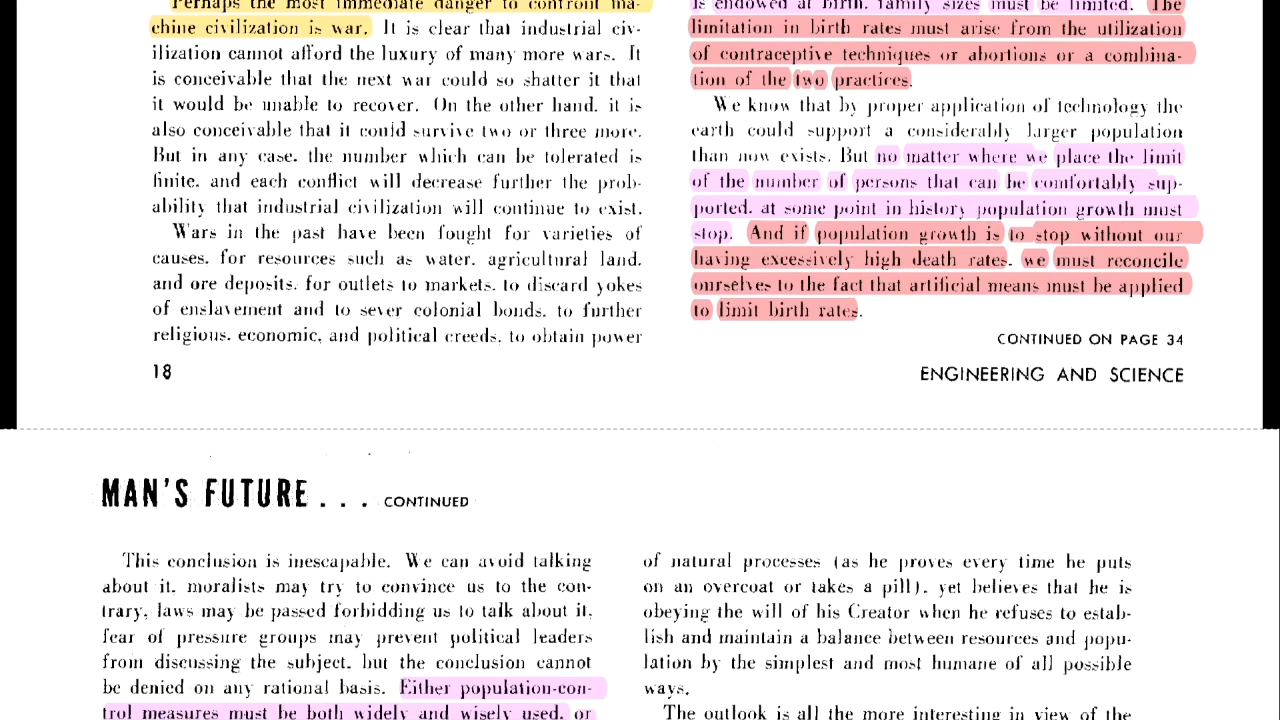 Perhaps the most immediate danger to confront ma-
chine civilization is war. It is clear that industrial civ-
ilization cannot afford the luxury of many more wars. It
is conceivable that the next war could so shatter it that
it would be unable to recover. On the other hand, it is
also conceivable that it could survive two or three more.
But in any case, the number which can be tolerated is
finite, and each conflict will decrease further the prob-
ability that industrial civilization will continue to exist.
Wars in the past have been fought for varieties of
causes, for resources such as water, agricultural land,
and ore deposits, for outlets to markets, to discard yokes
of enslavement and to sever colonial bonds, to further
religious, economic, and political creeds, to obtain power
18
is endowed at birth, family sizes must be limited. The
limitation in birth rates must arise from the utilization
of contraceptive techniques or abortions or a combina-
tion of the two practices.
We know that by proper application of technology the
earth could support a considerably larger population
than now exists. But no matter where we place the limit
of the number of persons that can be comfortably sup-
ported, at some point in history population growth must
stop. And if population growth is to stop without our
having excessively high death rates, we must reconcile
ourselves to the fact that artificial means must be applied
to limit birth rates.
CONTINUED ON PAGE 34
ENGINEERING AND SCIENCE
MAN'S FUTURE . . . CONTINUED
This conclusion is inescapable. We can avoid talking
about it, moralists may try to convince us to the con-
trary, laws may be passed forbidding us to talk about it,
fear of pressure groups may prevent political leaders
from discussing the subject, but the conclusion cannot
be denied on any rational basis. Either population-con-
trol measures must be both widely and wisely used, or
of natural processes (as he proves every time he puts
on an overcoat or takes a pill), yet believes that he is
obeying the will of his Creator when he refuses to estab-
lish and maintain a balance between resources and popu-
lation by the simplest and most humane of all possible
ways.
The outlook is all the more interesting in view of the